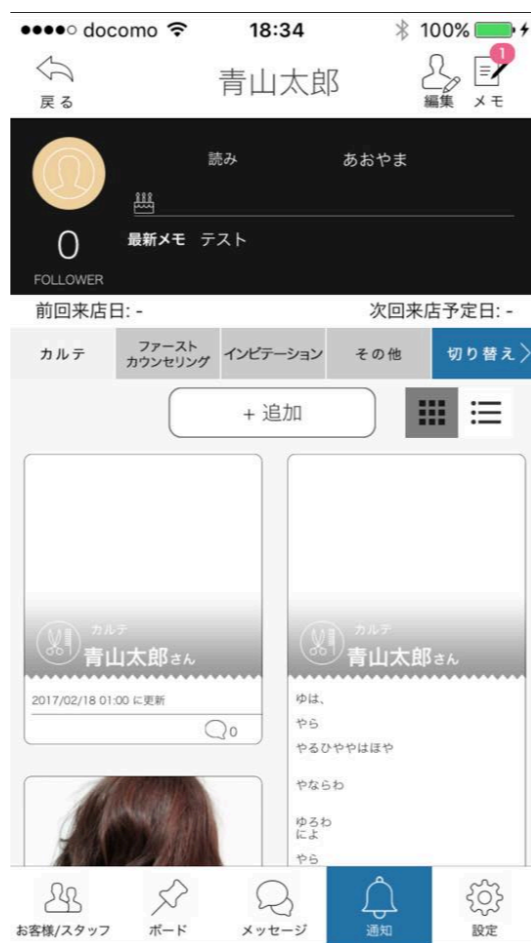 docomo 18:34 100%
戻る 青山太郎 編集 メモ 1
読み あおやま
0
FOLLOWER
最新メモ テスト
前回来店日: - 次回来店予定日: -
カルテ ファースト カウンセリング インビテーション その他 切り替え
+ 追加
カルテ
青山太郎さん
2017/02/18 01:00 に更新
0
カルテ
青山太郎さん
ゆは、
やら
やるひややはほや
やならわ
ゆろわ
によ
やら
お客様/スタッフ ボード メッセージ 通知 設定